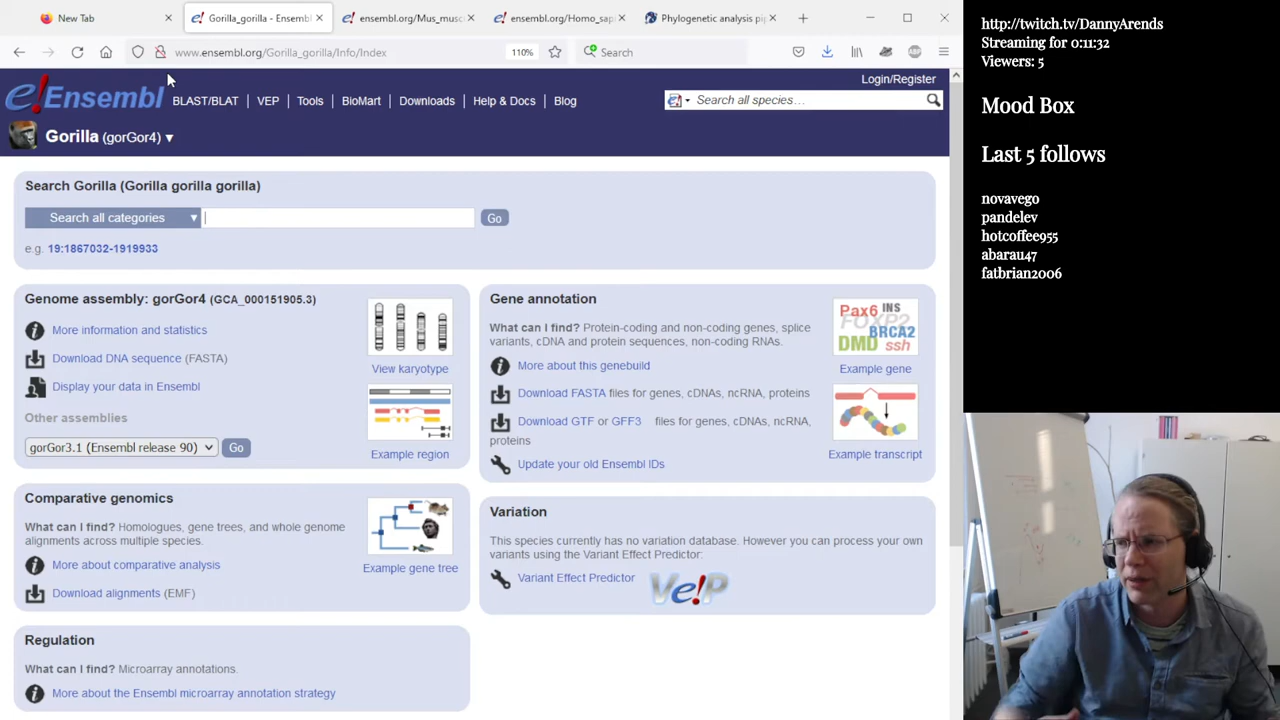 New Tab
Gorilla_gorilla - Ensembl
ensembl.org/Mus_musc
ensembl.org/Homo_sap
Phylogenetic analysis pip
www.ensembl.org/Gorilla_gorilla/Info/Index
110%
Search
ABP
Login/Register
e!Ensembl
BLAST/BLAT
VEP
Tools
BioMart
Downloads
Help & Docs
Blog
Search all species…
Gorilla (gorGor4) ▼
Search Gorilla (Gorilla gorilla gorilla)
Search all categories
Go
e.g. 19:1867032-1919933
Genome assembly: gorGor4 (GCA_000151905.3)
More information and statistics
Download DNA sequence (FASTA)
Display your data in Ensembl
Other assemblies
gorGor3.1 (Ensembl release 90)
Go
View karyotype
Example region
Gene annotation
What can I find? Protein-coding and non-coding genes, splice
variants, cDNA and protein sequences, non-coding RNAs.
More about this genebuild
Download FASTA files for genes, cDNAs, ncRNA, proteins
Download GTF or GFF3 files for genes, cDNAs, ncRNA,
proteins
Update your old Ensembl IDs
Pax6 INS
FOXP2
BRCA2
DMD ssh
Example gene
Example transcript
Comparative genomics
What can I find? Homologues, gene trees, and whole genome
alignments across multiple species.
More about comparative analysis
Download alignments (EMF)
Example gene tree
Variation
This species currently has no variation database. However you can process your own
variants using the Variant Effect Predictor:
Variant Effect Predictor
Ve!P
Regulation
What can I find? Microarray annotations.
More about the Ensembl microarray annotation strategy
http://twitch.tv/DannyArends
Streaming for 0:11:32
Viewers: 5
Mood Box
Last 5 follows
novavego
pandelev
hotcoffee955
abarau47
fatbrian2006